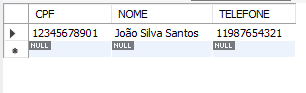 CPF NOME TELEFONE
12345678901 João Silva Santos 11987654321
NULL NULL NULL